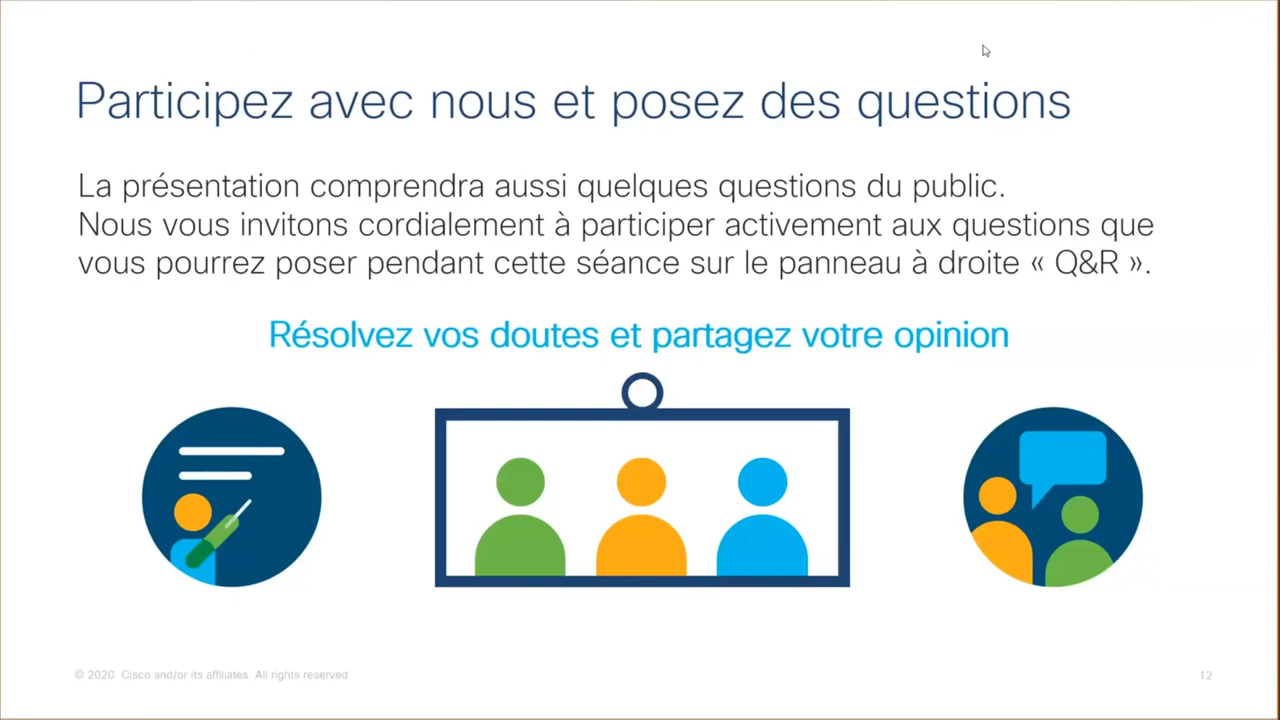 Participez avec nous et posez des questions
La présentation comprendra aussi quelques questions du public.
Nous vous invitons cordialement à participer activement aux questions que
vous pourrez poser pendant cette séance sur le panneau à droite « Q&R ».
Résolvez vos doutes et partagez votre opinion
© 2020 Cisco and/or its affiliates. All rights reserved.
12